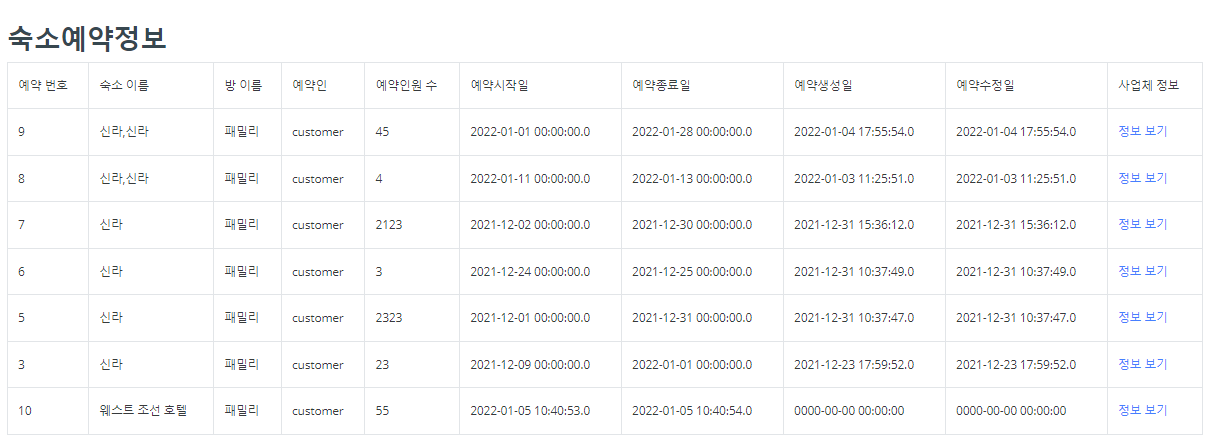 숙소예약정보
예약 번호 숙소 이름 방 이름 예약인 예약인원 수 예약시작일 예약종료일 예약생성일 예약수정일 사업체 정보
9 신라,신라 패밀리 customer 45 2022-01-01 00:00:00.0 2022-01-28 00:00:00.0 2022-01-04 17:55:54.0 2022-01-04 17:55:54.0 정보 보기
8 신라,신라 패밀리 customer 4 2022-01-11 00:00:00.0 2022-01-13 00:00:00.0 2022-01-03 11:25:51.0 2022-01-03 11:25:51.0 정보 보기
7 신라 패밀리 customer 2123 2021-12-02 00:00:00.0 2021-12-30 00:00:00.0 2021-12-31 15:36:12.0 2021-12-31 15:36:12.0 정보 보기
6 신라 패밀리 customer 3 2021-12-24 00:00:00.0 2021-12-25 00:00:00.0 2021-12-31 10:37:49.0 2021-12-31 10:37:49.0 정보 보기
5 신라 패밀리 customer 2323 2021-12-01 00:00:00.0 2021-12-31 00:00:00.0 2021-12-31 10:37:47.0 2021-12-31 10:37:47.0 정보 보기
3 신라 패밀리 customer 23 2021-12-09 00:00:00.0 2022-01-01 00:00:00.0 2021-12-23 17:59:52.0 2021-12-23 17:59:52.0 정보 보기
10 웨스트 조선 호텔 패밀리 customer 55 2022-01-05 10:40:53.0 2022-01-05 10:40:54.0 0000-00-00 00:00:00 0000-00-00 00:00:00 정보 보기